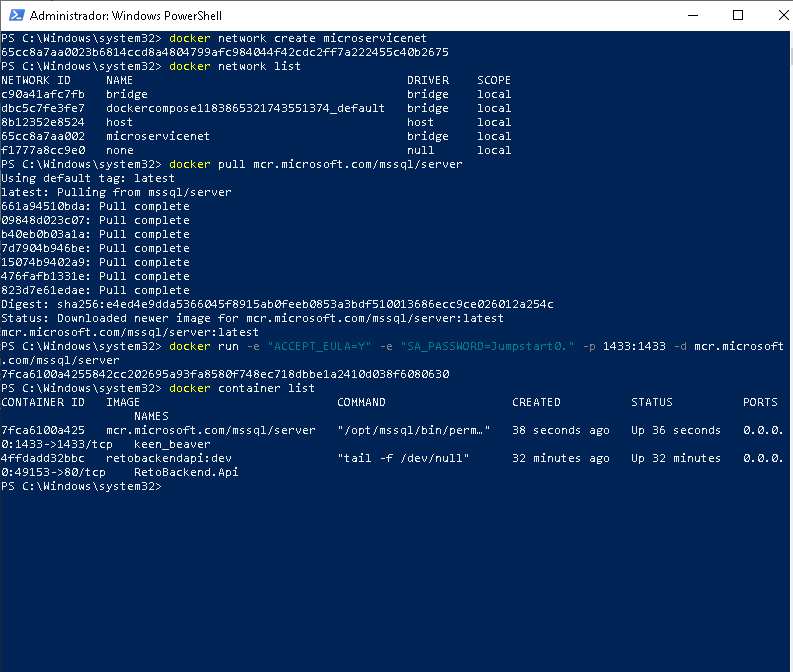 Administrador: Windows PowerShell
PS C:\Windows\system32> docker network create microservicenet
65cc8a7aa0023b6814ccd8a4804799afc984044f42cdc2ff7a222455c40b2675
PS C:\Windows\system32> docker network list
NETWORK ID     NAME                                       DRIVER    SCOPE
c90a41afc7fb   bridge                                     bridge    local
dbc5c7fe3fe7   dockercompose1183865321743551374_default   bridge    local
8b12352e8524   host                                       host      local
65cc8a7aa002   microservicenet                            bridge    local
f1777a8cc9e0   none                                       null      local
PS C:\Windows\system32> docker pull mcr.microsoft.com/mssql/server
Using default tag: latest
latest: Pulling from mssql/server
661a94510bda: Pull complete
09848d023c07: Pull complete
b40eb0b03a1a: Pull complete
7d7904b946be: Pull complete
15074b9402a9: Pull complete
476fafb1331e: Pull complete
823d7e61edae: Pull complete
Digest: sha256:e4ed4e9dda5366045f8915ab0feeb0853a3bdf510013686ecc9ce026012a254c
Status: Downloaded newer image for mcr.microsoft.com/mssql/server:latest
mcr.microsoft.com/mssql/server:latest
PS C:\Windows\system32> docker run -e "ACCEPT_EULA=Y" -e "SA_PASSWORD=Jumpstart0." -p 1433:1433 -d mcr.microsoft
.com/mssql/server
7fca6100a4255842cc202695a93fa8580f748ec718dbbe1a2410d038f6080630
PS C:\Windows\system32> docker container list
CONTAINER ID   IMAGE                            COMMAND                  CREATED          STATUS          PORTS
                   NAMES
7fca6100a425   mcr.microsoft.com/mssql/server   "/opt/mssql/bin/perm…"   38 seconds ago   Up 36 seconds   0.0.0.
0:1433->1433/tcp   keen_beaver
4ffdadd32bbc   retobackendapi:dev               "tail -f /dev/null"      32 minutes ago   Up 32 minutes   0.0.0.
0:49153->80/tcp    RetoBackend.Api
PS C:\Windows\system32>